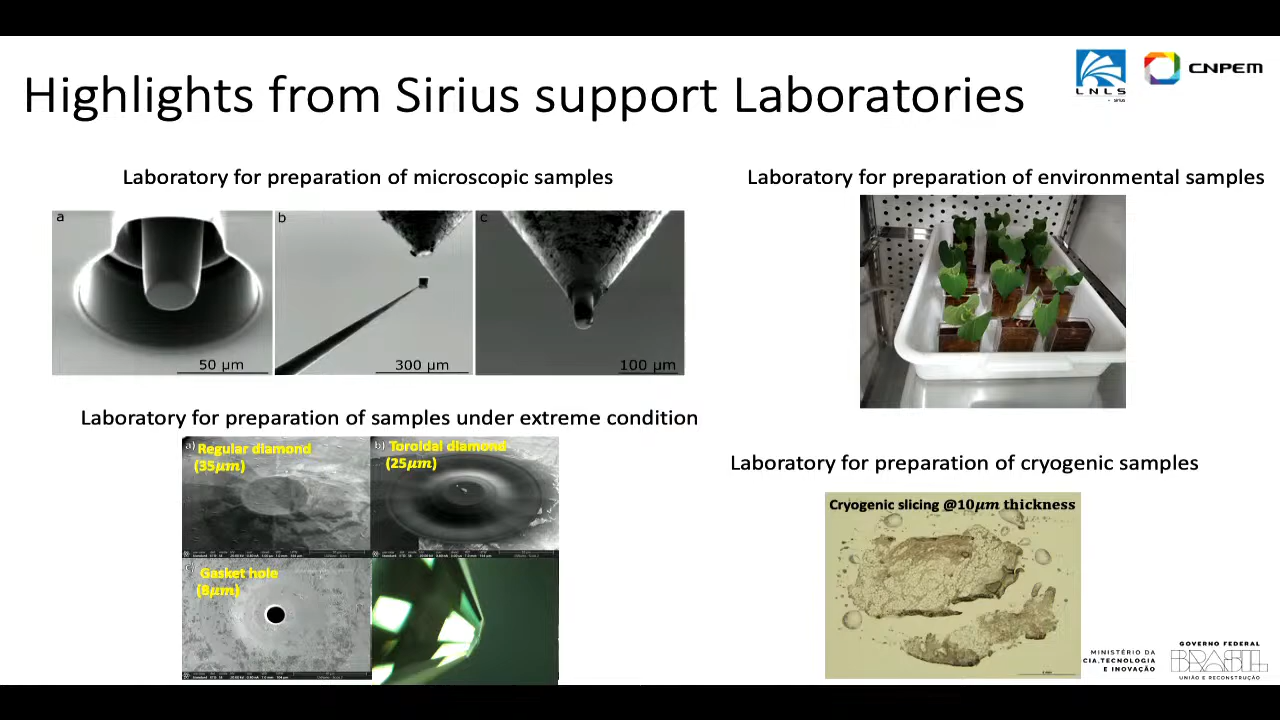 Highlights from Sirius support Laboratories
LNLS
SIRIUS
CNPEM
Laboratory for preparation of microscopic samples
a
b
c
50 µm
300 µm
100 µm
Laboratory for preparation of environmental samples
Laboratory for preparation of samples under extreme condition
a) Regular diamond
(35µm)
b) Toroidal diamond
(25µm)
Gasket hole
(8µm)
Laboratory for preparation of cryogenic samples
Cryogenic slicing @10µm thickness
MINISTÉRIO DA
CIA, TECNOLOGIA
E INOVAÇÃO
GOVERNO FEDERAL
BRASIL
UNIÃO E RECONSTRUÇÃO